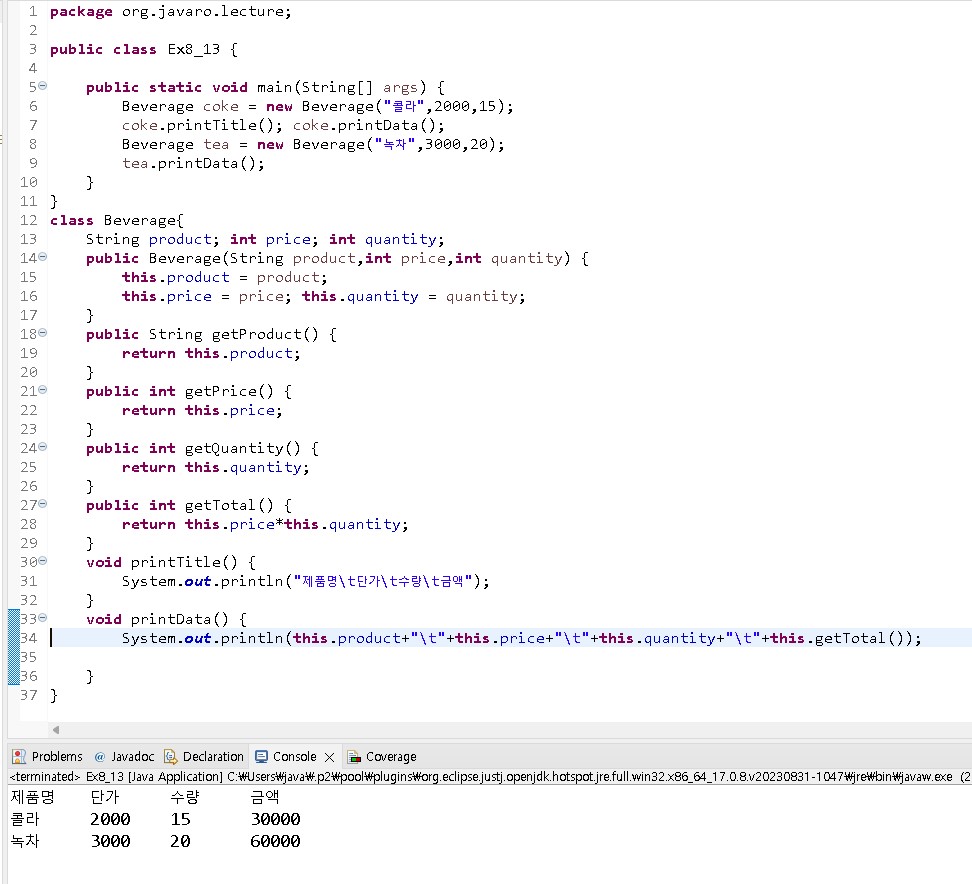 1 package org.javaro.lecture;
2
3 public class Ex8_13 {
4
5     public static void main(String[] args) {
6         Beverage coke = new Beverage("콜라",2000,15);
7         coke.printTitle(); coke.printData();
8         Beverage tea = new Beverage("녹차",3000,20);
9         tea.printData();
10     }
11 }
12 class Beverage{
13     String product; int price; int quantity;
14     public Beverage(String product,int price,int quantity) {
15         this.product = product;
16         this.price = price; this.quantity = quantity;
17     }
18     public String getProduct() {
19         return this.product;
20     }
21     public int getPrice() {
22         return this.price;
23     }
24     public int getQuantity() {
25         return this.quantity;
26     }
27     public int getTotal() {
28         return this.price*this.quantity;
29     }
30     void printTitle() {
31         System.out.println("제품명\t단가\t수량\t금액");
32     }
33     void printData() {
34         System.out.println(this.product+"\t"+this.price+"\t"+this.quantity+"\t"+this.getTotal());
35
36     }
37 }
Problems @ Javadoc Declaration Console Coverage
<terminated> Ex8_13 [Java Application] C:₩Users₩java₩.p2₩pool₩plugins₩org.eclipse.justj.openjdk.hotspot.jre.full.win32.x86_64_17.0.8.v20230831-1047₩jre₩bin₩javaw.exe (2
제품명 단가 수량 금액
콜라 2000 15 30000
녹차 3000 20 60000